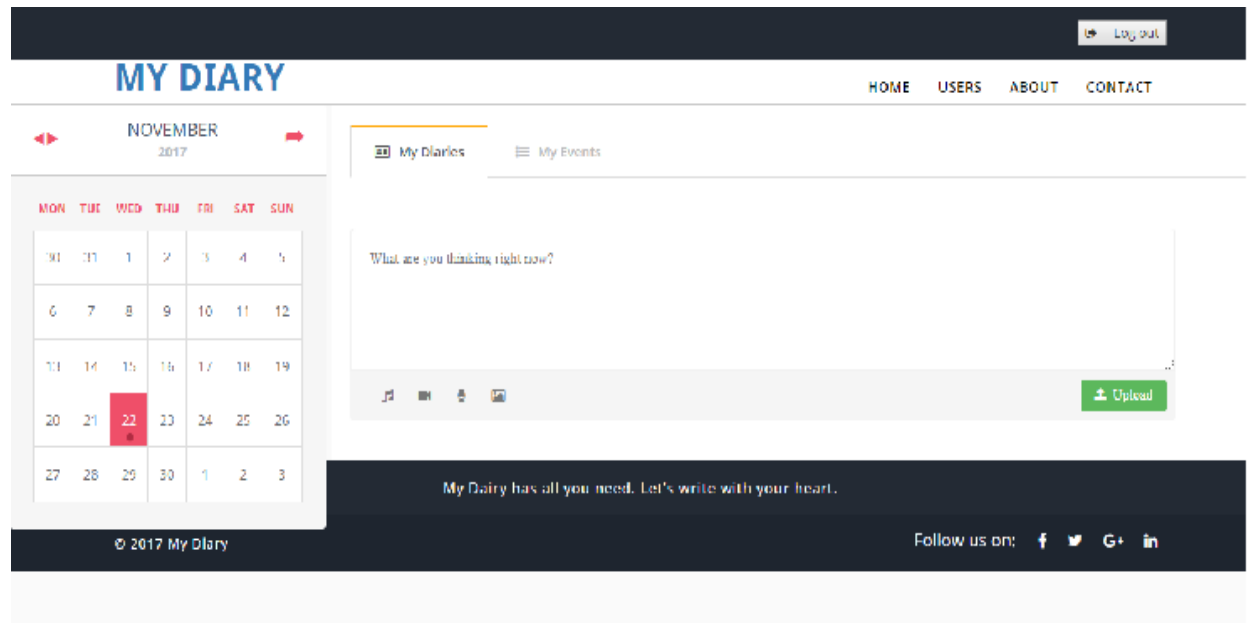 Log out
MY DIARY
HOME USERS ABOUT CONTACT
NOVEMBER
2017
My Diaries My Events
MON TUE WED THU FRI SAT SUN
30 31 1 2 3 4 5
What are you thinking right now?
6 7 8 9 10 11 12
13 14 15 16 17 18 19
Upload
20 21 22 23 24 25 26
27 28 29 30 1 2 3
My Dairy has all you need. Let's write with your heart.
© 2017 My Diary
Follow us on: f G+ in